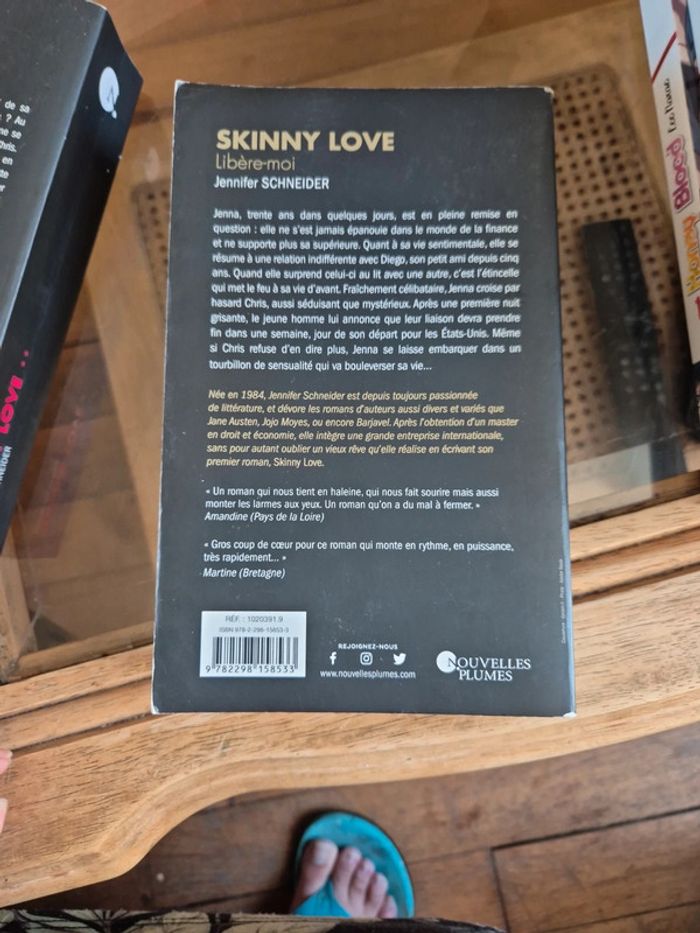 SKINNY LOVE
Libère-moi
Jennifer SCHNEIDER
Jenna, trente ans dans quelques jours, est en pleine remise en
question : elle ne s'est jamais épanouie dans le monde de la finance
et ne supporte plus sa supérieure. Quant à sa vie sentimentale, elle se
résume à une relation indifférente avec Diego, son petit ami depuis cinq
ans. Quand elle surprend celui-ci au lit avec une autre, c'est l'étincelle
qui met le feu à sa vie d'avant. Fraîchement célibataire, Jenna croise par
hasard Chris, aussi séduisant que mystérieux. Après une première nuit
grisante, le jeune homme lui annonce que leur liaison devra prendre
fin dans une semaine, jour de son départ pour les États-Unis. Même
si Chris refuse d'en dire plus, Jenna se laisse embarquer dans un
tourbillon de sensualité qui va bouleverser sa vie...
Née en 1984, Jennifer Schneider est depuis toujours passionnée
de littérature, et dévore les romans d'auteurs aussi divers et variés que
Jane Austen, Jojo Moyes, ou encore Barjavel. Après l'obtention d'un master
en droit et économie, elle intègre une grande entreprise internationale,
sans pour autant oublier un vieux rêve qu'elle réalise en écrivant son
premier roman, Skinny Love.
« Un roman qui nous tient en haleine, qui nous fait sourire mais aussi
monter les larmes aux yeux. Un roman qu'on a du mal à fermer. »
Amandine (Pays de la Loire)
« Gros coup de cœur pour ce roman qui monte en rythme, en puissance,
très rapidement... »
Martine (Bretagne)
RÉF. : 1020391.9
ISBN 978-2-298-15853-3
9 782298 158533
REJOIGNEZ-NOUS
www.nouvellesplumes.com
NOUVELLES
PLUMES
de sa
? Au
me se
Chris.
en
LOVE
Blood